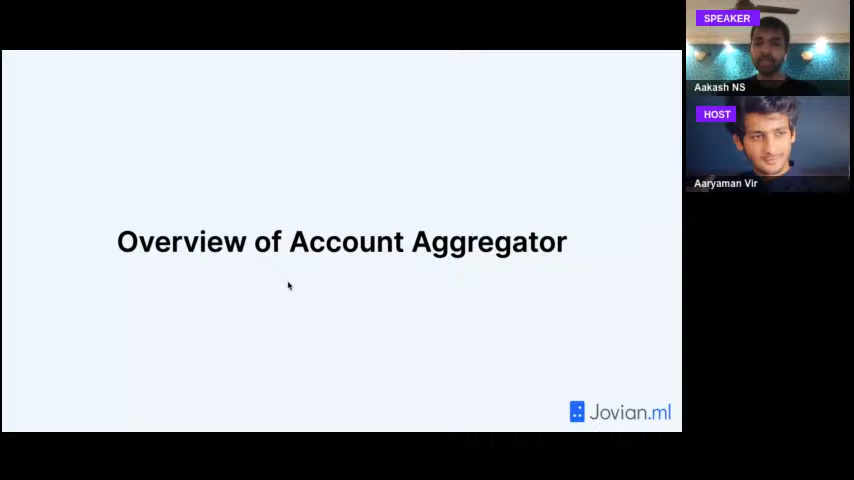 SPEAKER
Aakash NS
HOST
Aaryaman Vir
Overview of Account Aggregator
Jovian.ml